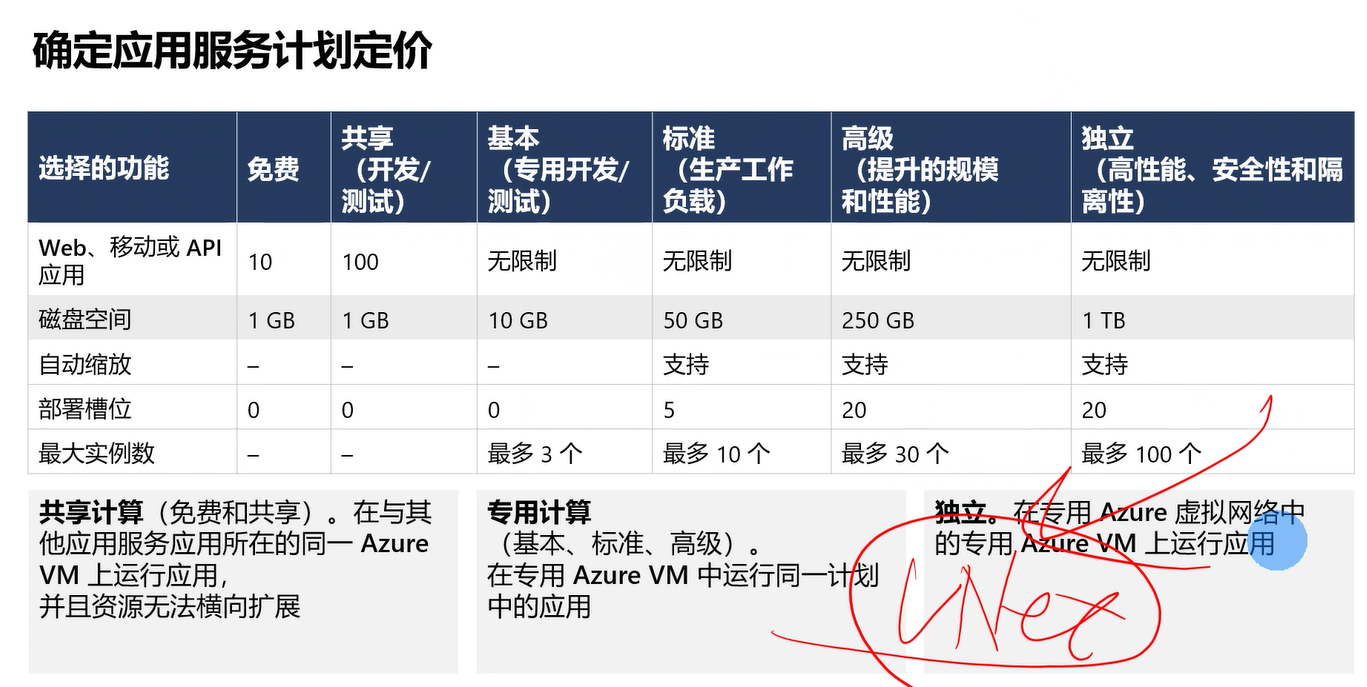 确定应用服务计划定价
选择的功能
免费
共享
（开发/
测试）
基本
（专用开发/
测试）
标准
（生产工作
负载）
高级
（提升的规模
和性能）
独立
（高性能、安全性和隔
离性）
Web、移动或 API
应用
10
100
无限制
无限制
无限制
无限制
磁盘空间
1 GB
1 GB
10 GB
50 GB
250 GB
1 TB
自动缩放
–
–
–
支持
支持
支持
部署槽位
0
0
0
5
20
20
最大实例数
–
–
最多 3 个
最多 10 个
最多 30 个
最多 100 个
共享计算（免费和共享）。在与其
他应用服务应用所在的同一 Azure
VM 上运行应用，
并且资源无法横向扩展
专用计算
（基本、标准、高级）。
在专用 Azure VM 中运行同一计划
中的应用
独立。在专用 Azure 虚拟网络中
的专用 Azure VM 上运行应用